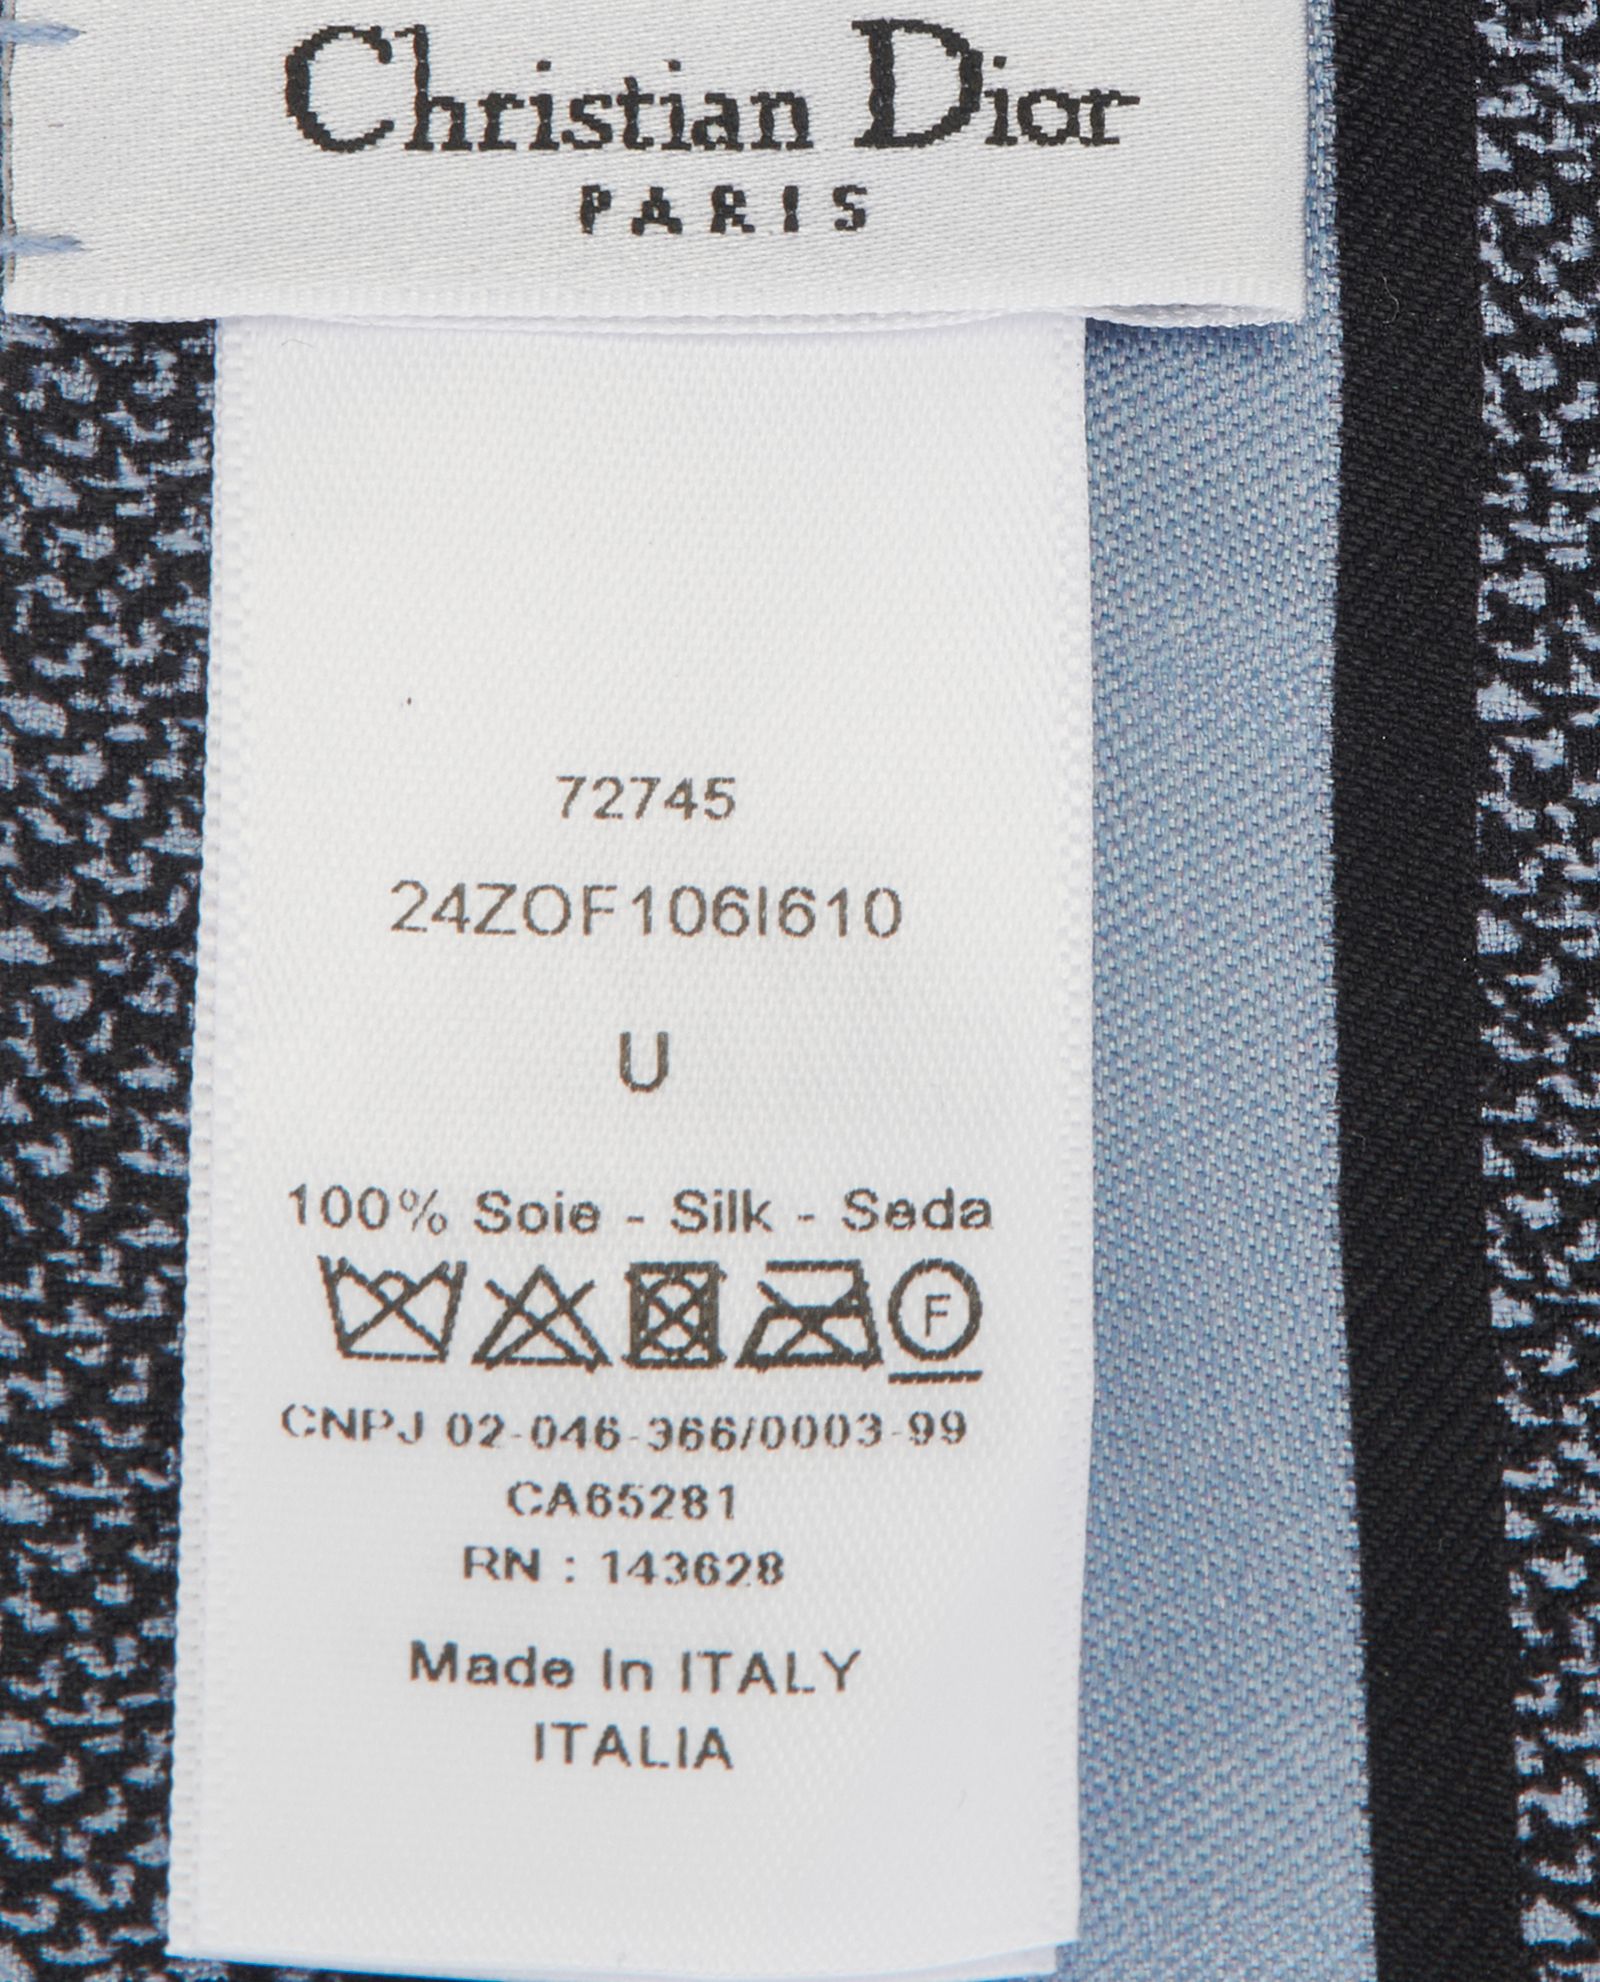 Christian Dior
PARIS
72745
24ZOF106I610
U
100% Soie - Silk - Seda
F
CNPJ 02-046-366/0003-99
CA65281
RN : 143628
Made In ITALY
ITALIA